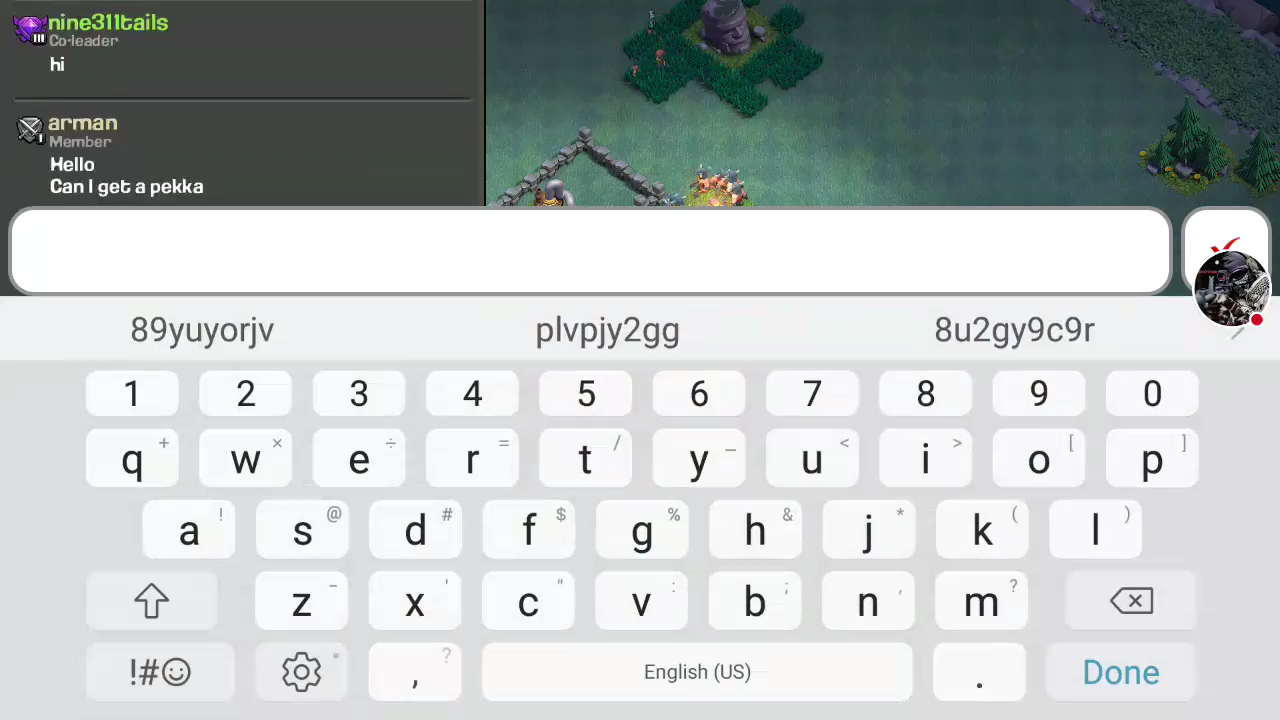 nine311tails
Co-leader
hi
arman
Member
Hello
Can I get a pekka
89yuyorjv plvpjy2gg 8u2gy9c9r
1 2 3 4 5 6 7 8 9 0
q + w × e ÷ r = t / y _ u < i > o [ p ]
a ! s @ d # f $ g % h & j * k ( l )
z - x ' c " v : b ; n , m ?
!#☺ , ? English (US) . Done